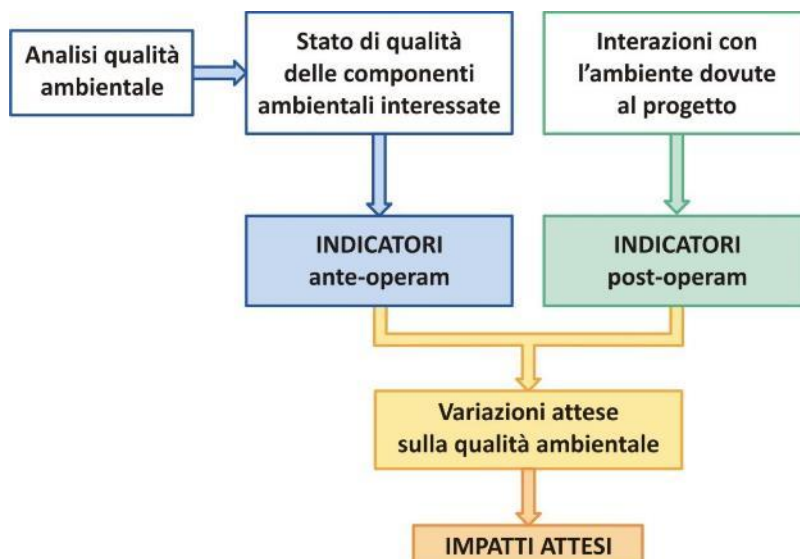 Analisi qualità
ambientale
Stato di qualità
delle componenti
ambientali interessate
Interazioni con
l'ambiente dovute
al progetto
INDICATORI
ante-operam
INDICATORI
post-operam
Variazioni attese
sulla qualità ambientale
IMPATTI ATTESI